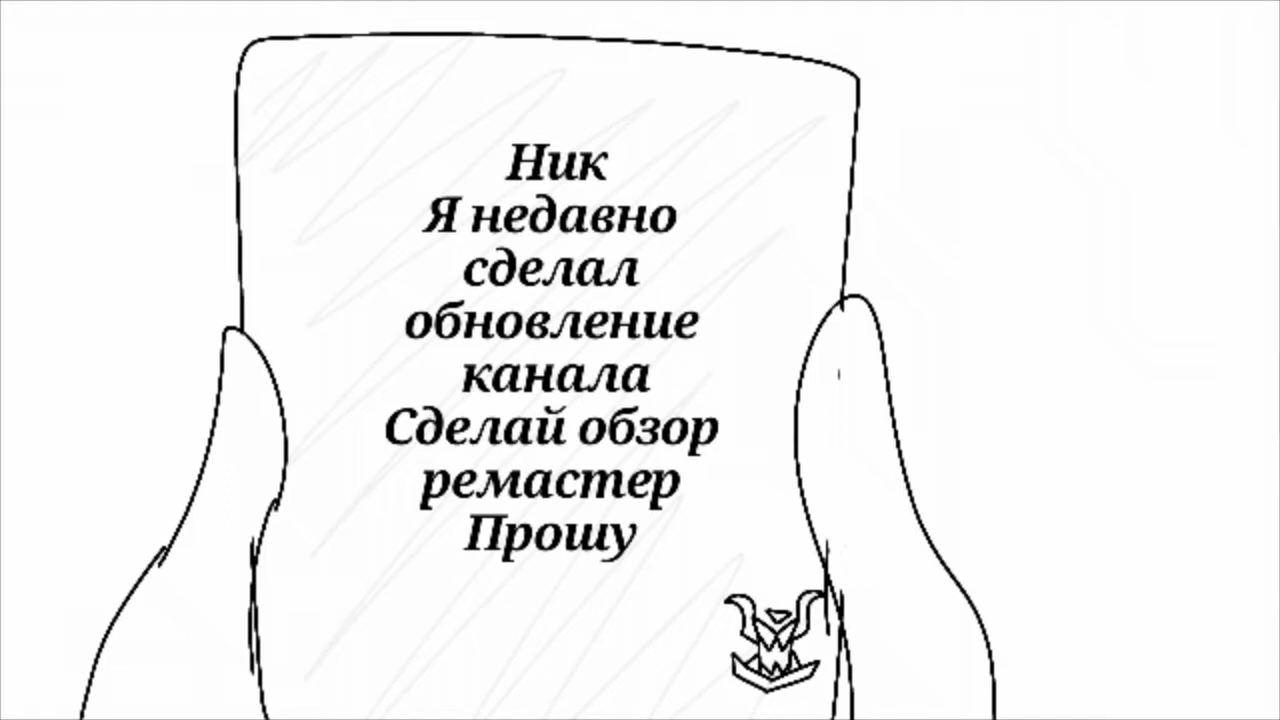 Ник
Я недавно
сделал
обновление
канала
Сделай обзор
ремастер
Прошу